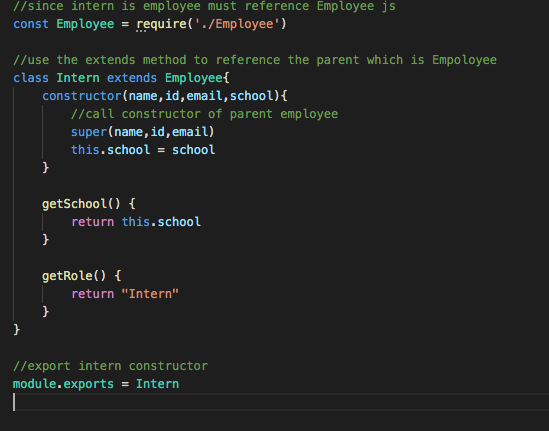 //since intern is employee must reference Employee js
const Employee = require('./Employee')
//use the extends method to reference the parent which is Empoloyee
class Intern extends Employee{
constructor(name,id,email,school){
//call constructor of parent employee
super(name,id,email)
this.school = school
}
getSchool() {
return this.school
}
getRole() {
return "Intern"
}
}
//export intern constructor
module.exports = Intern